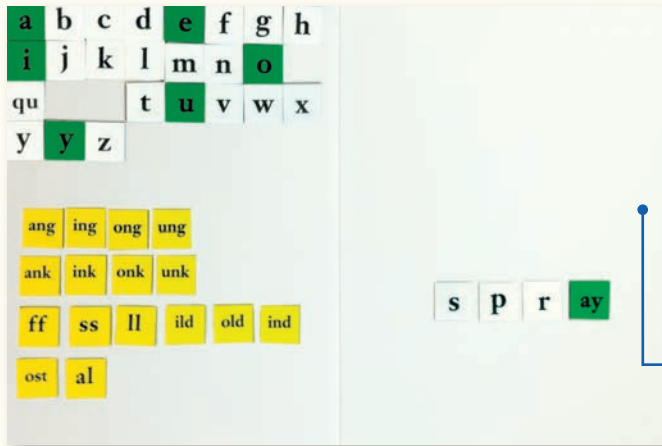 a b c d e f g h
i j k l m n o
qu t u v w x
y y z
ang ing ong ung
ank ink onk unk
s p r ay
ff ss ll ild old ind
ost al